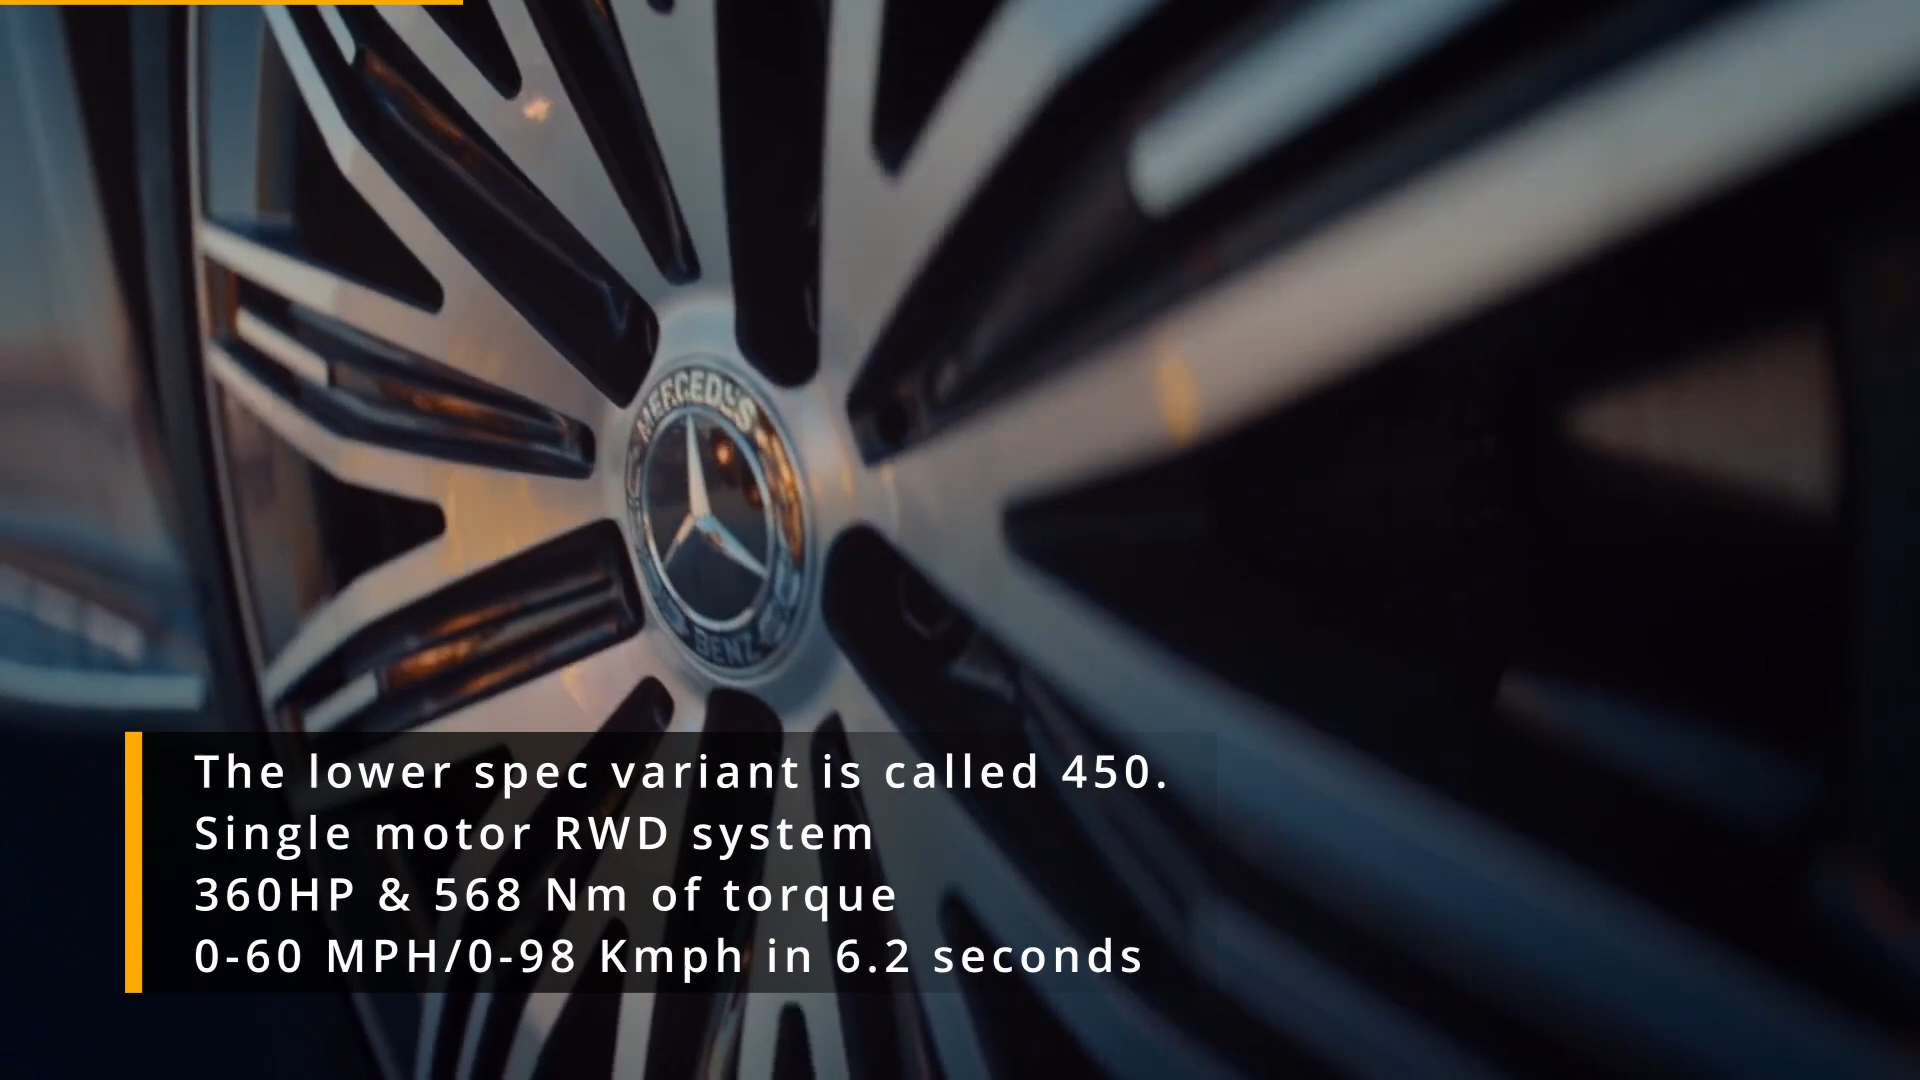 MERCEDES
BENZ
The lower spec variant is called 450.
Single motor RWD system
360HP & 568 Nm of torque
0-60 MPH/0-98 Kmph in 6.2 seconds